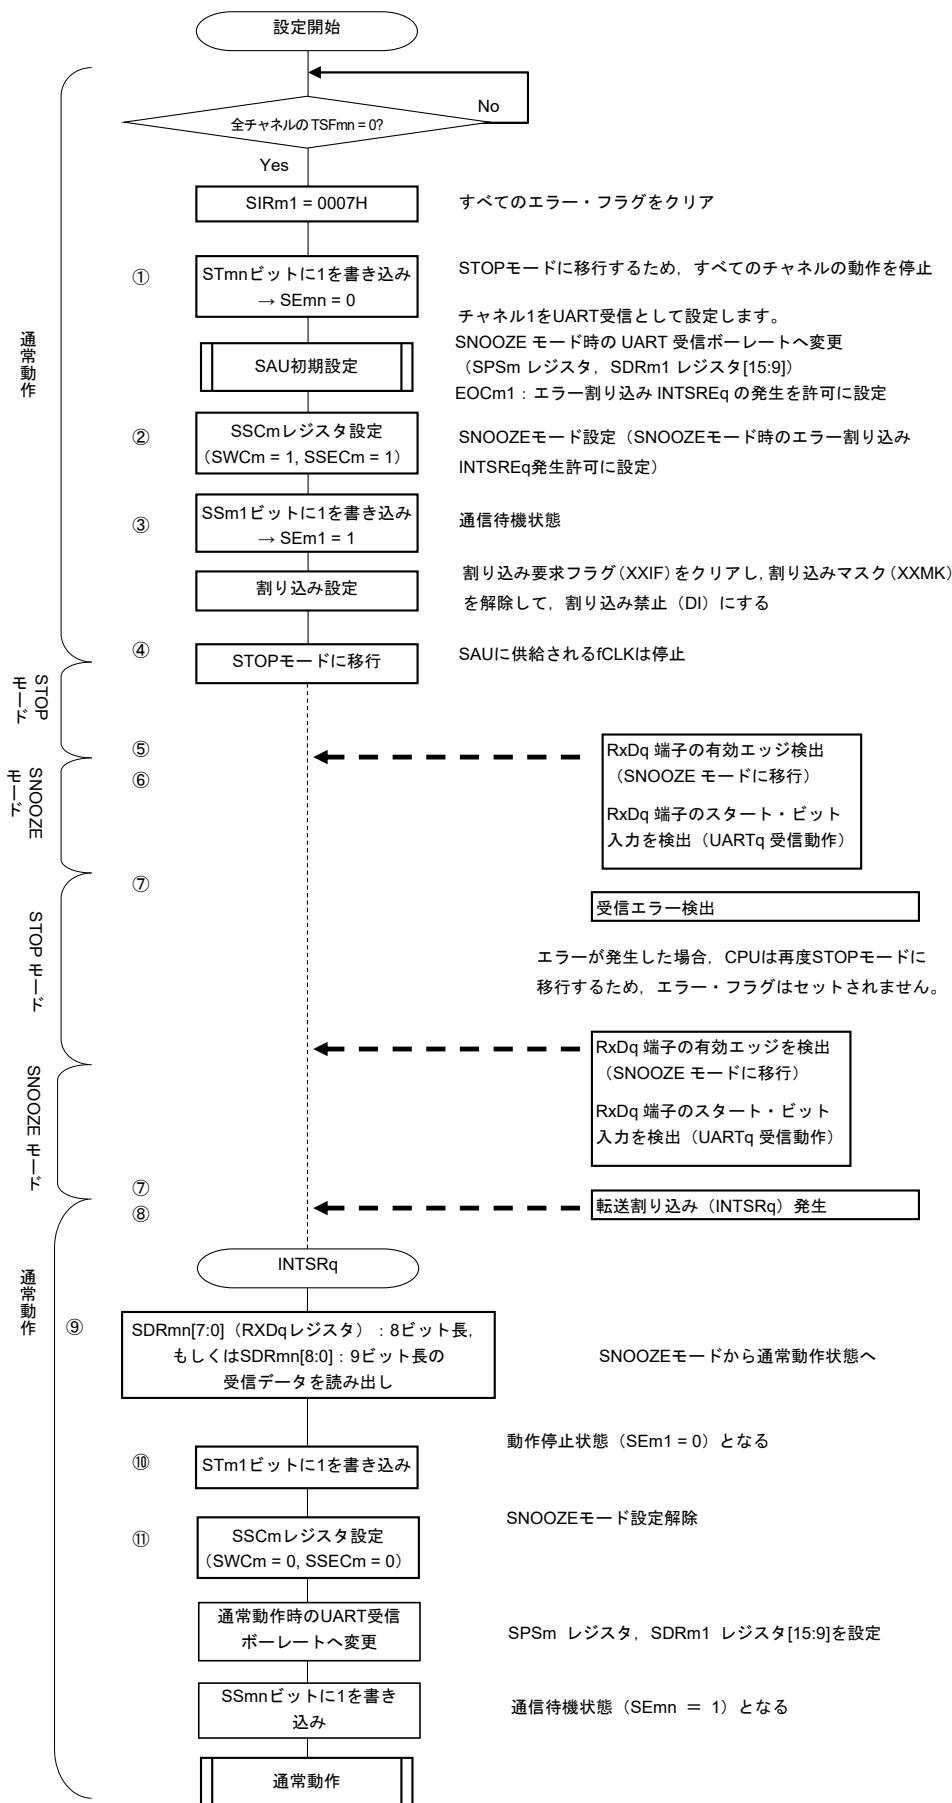 設定開始
No
全チャネルのTSFmn = 0?
Yes
SIRm1 = 0007H
すべてのエラー・フラグをクリア
①
STmnビットに1を書き込み
→ SEmn = 0
STOPモードに移行するため，すべてのチャネルの動作を停止
通常動作
SAU初期設定
チャネル1をUART受信として設定します。
SNOOZE モード時の UART 受信ボーレートへ変更
（SPSm レジスタ，SDRm1 レジスタ[15:9]）
EOCm1：エラー割り込み INTSREq の発生を許可に設定
②
SSCmレジスタ設定
（SWCm = 1, SSECm = 1）
SNOOZEモード設定（SNOOZEモード時のエラー割り込み
INTSREq発生許可に設定）
③
SSm1ビットに1を書き込み
→ SEm1 = 1
通信待機状態
割り込み設定
割り込み要求フラグ（XXIF）をクリアし，割り込みマスク（XXMK）
を解除して，割り込み禁止（DI）にする
④
STOPモードに移行
SAUに供給されるfCLKは停止
STOP
モード
⑤
RxDq 端子の有効エッジ検出
（SNOOZE モードに移行）
RxDq 端子のスタート・ビット
入力を検出（UARTq 受信動作）
SNOOZE
モード
⑥
⑦
受信エラー検出
STOP モード
エラーが発生した場合，CPUは再度STOPモードに
移行するため，エラー・フラグはセットされません。
RxDq 端子の有効エッジを検出
（SNOOZE モードに移行）
RxDq 端子のスタート・ビット
入力を検出（UARTq 受信動作）
SNOOZE モード
⑦
⑧
転送割り込み（INTSRq）発生
INTSRq
通常動作
⑨
SDRmn[7:0]（RXDqレジスタ）：8ビット長，
もしくはSDRmn[8:0]：9ビット長の
受信データを読み出し
SNOOZEモードから通常動作状態へ
⑩
STm1ビットに1を書き込み
動作停止状態（SEm1 = 0）となる
⑪
SSCmレジスタ設定
（SWCm = 0, SSECm = 0）
SNOOZEモード設定解除
通常動作時のUART受信
ボーレートへ変更
SPSm レジスタ，SDRm1 レジスタ[15:9]を設定
SSmnビットに1を書き
込み
通信待機状態（SEmn ＝ 1）となる
通常動作